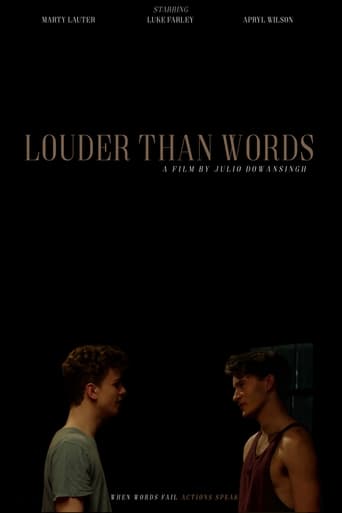 STARRING
MARTY LAUTER LUKE FARLEY APRYL WILSON
LOUDER THAN WORDS
A FILM BY JULIO DOWANSINGH
WHEN WORDS FAIL ACTIONS SPEAK